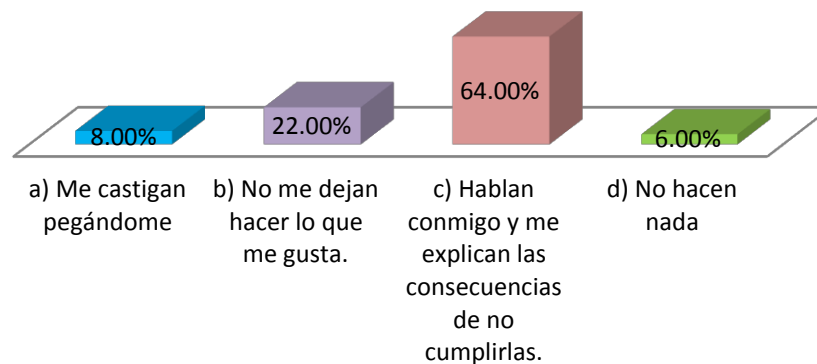 8.00%
22.00%
64.00%
6.00%
a) Me castigan
pegándome
b) No me dejan
hacer lo que
me gusta.
c) Hablan
conmigo y me
explican las
consecuencias
de no
cumplirlas.
d) No hacen
nada